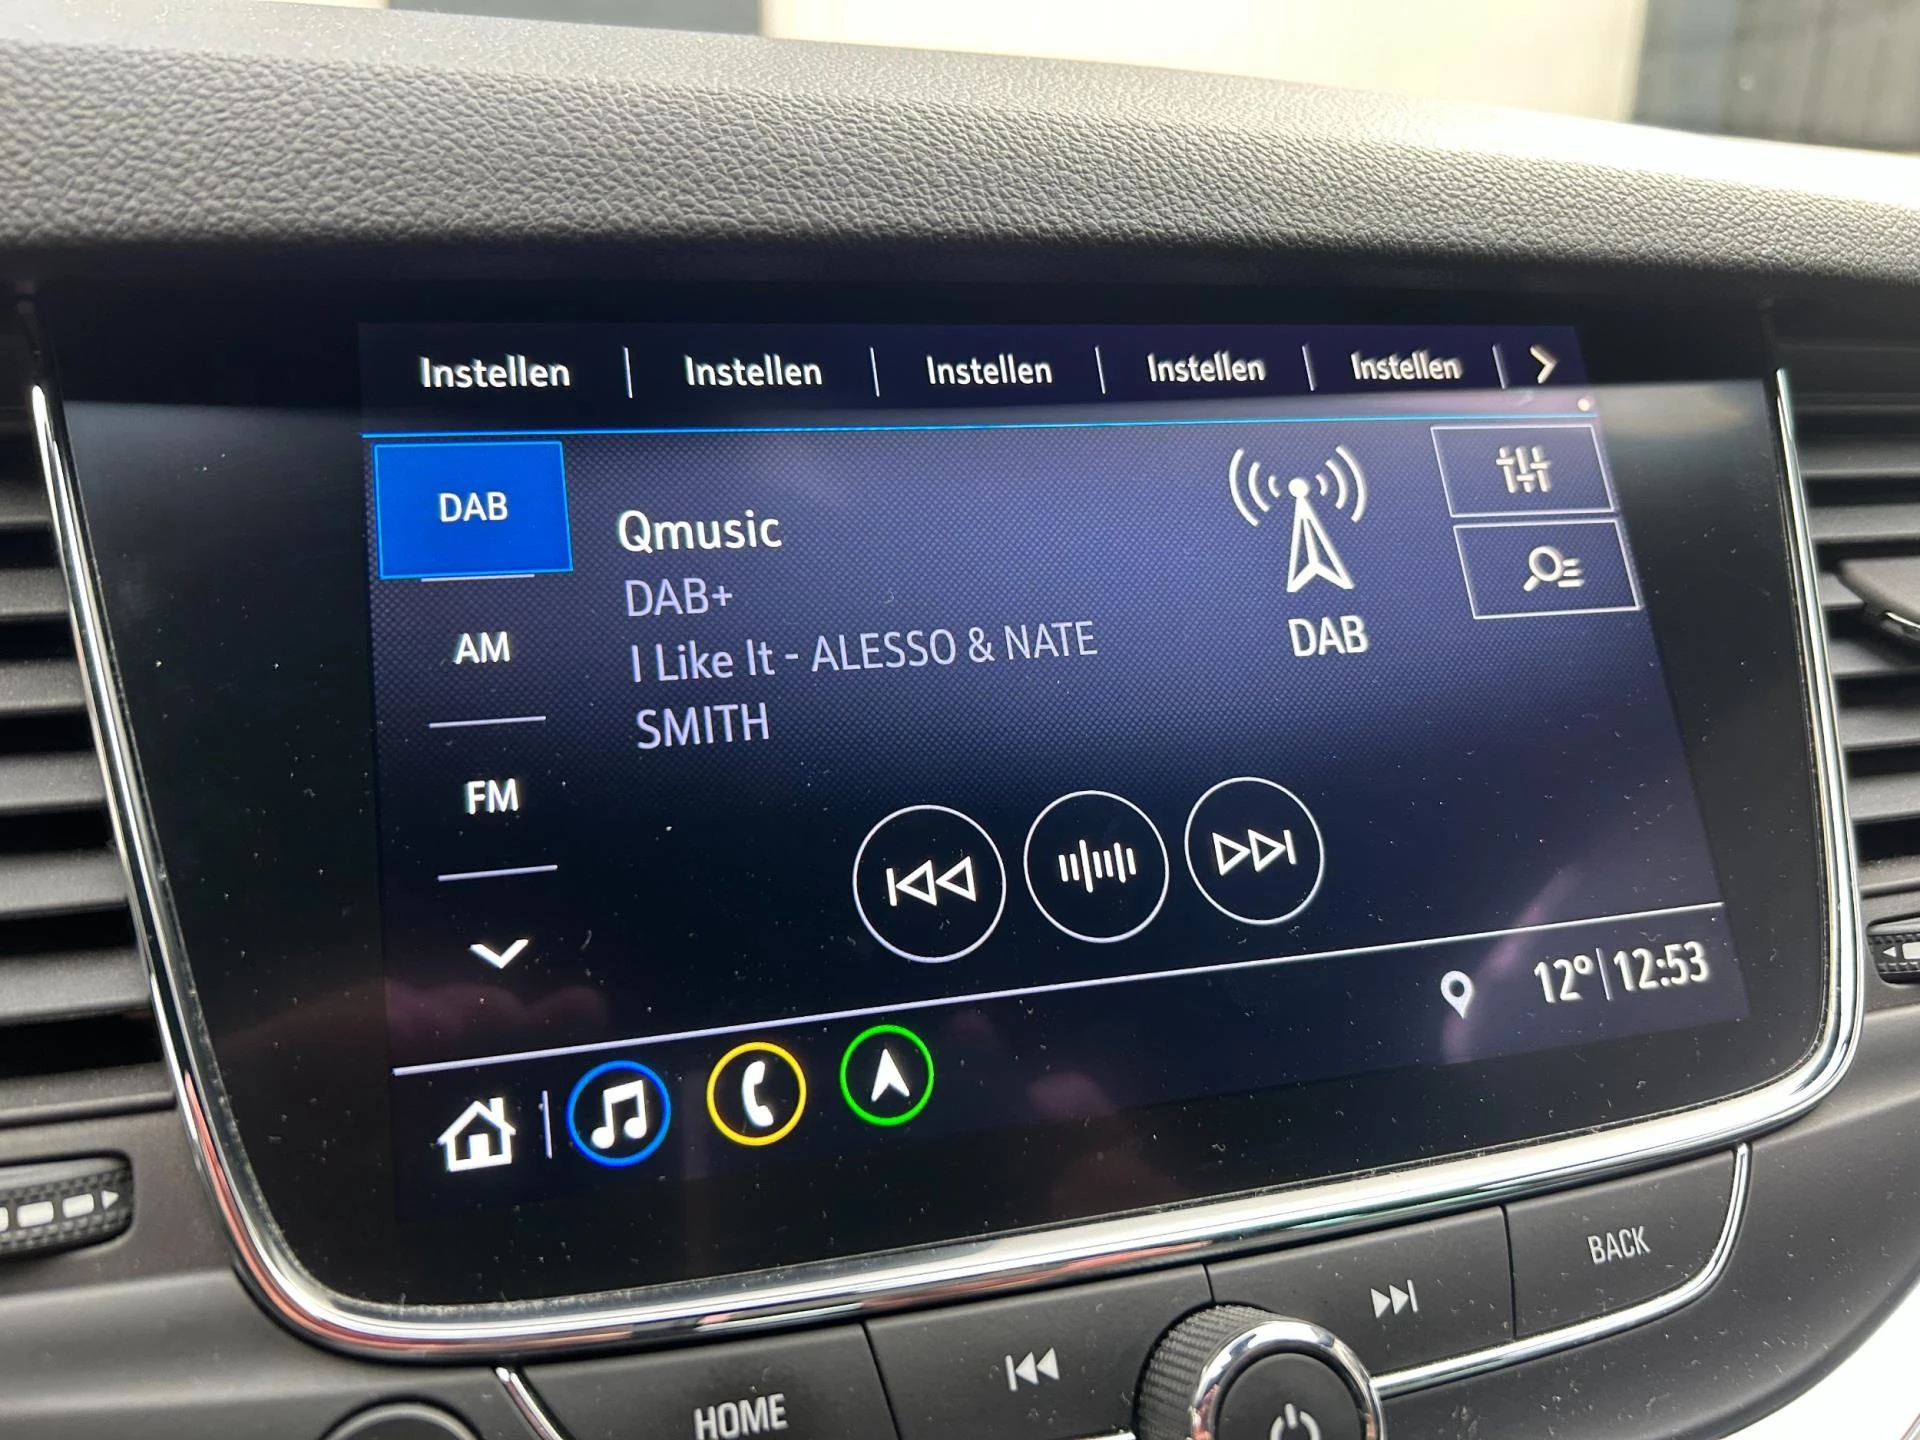 Instellen | Instellen | Instellen | Instellen | Instellen
DAB
AM
FM
Qmusic
DAB+
I Like It - ALESSO & NATE
SMITH
DAB
12° | 12:53
HOME
BACK